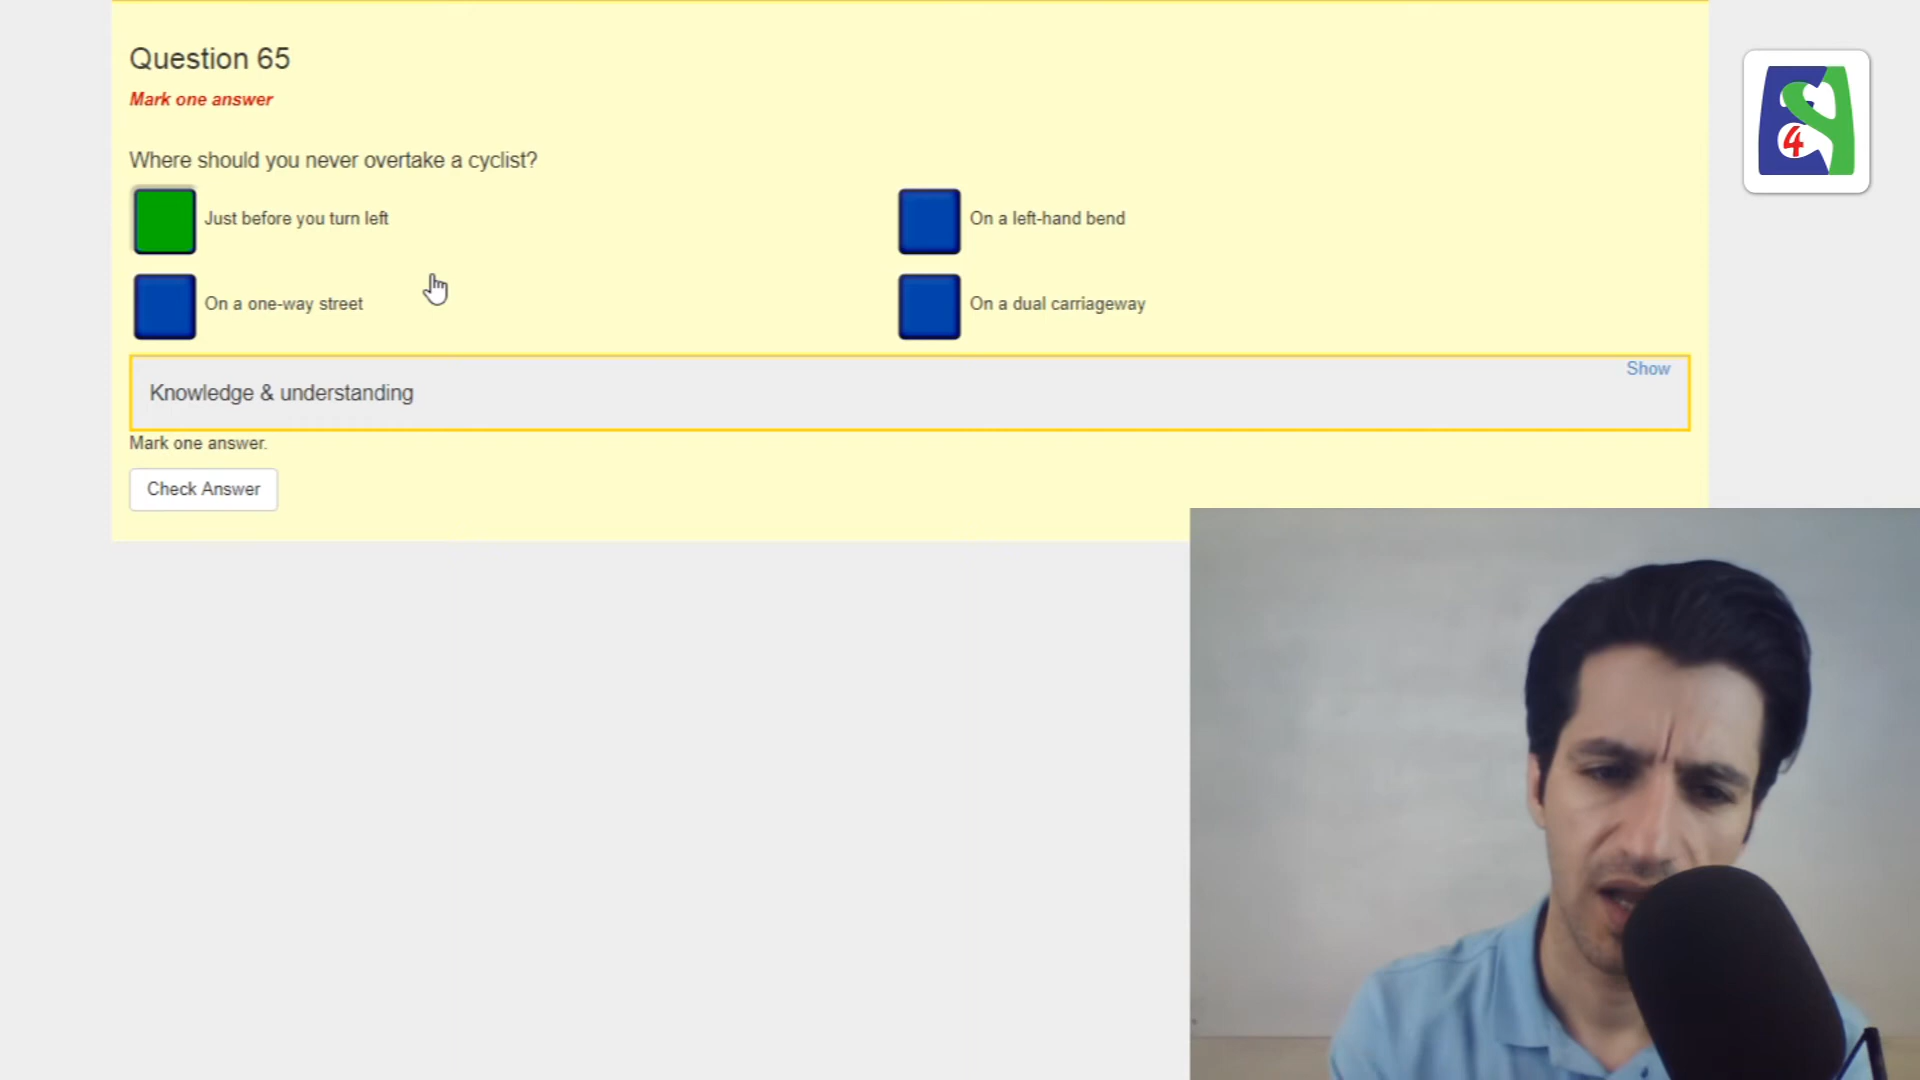 Question 65
Mark one answer
Where should you never overtake a cyclist?
Just before you turn left
On a left-hand bend
On a one-way street
On a dual carriageway
Show
Knowledge & understanding
Mark one answer.
Check Answer
4